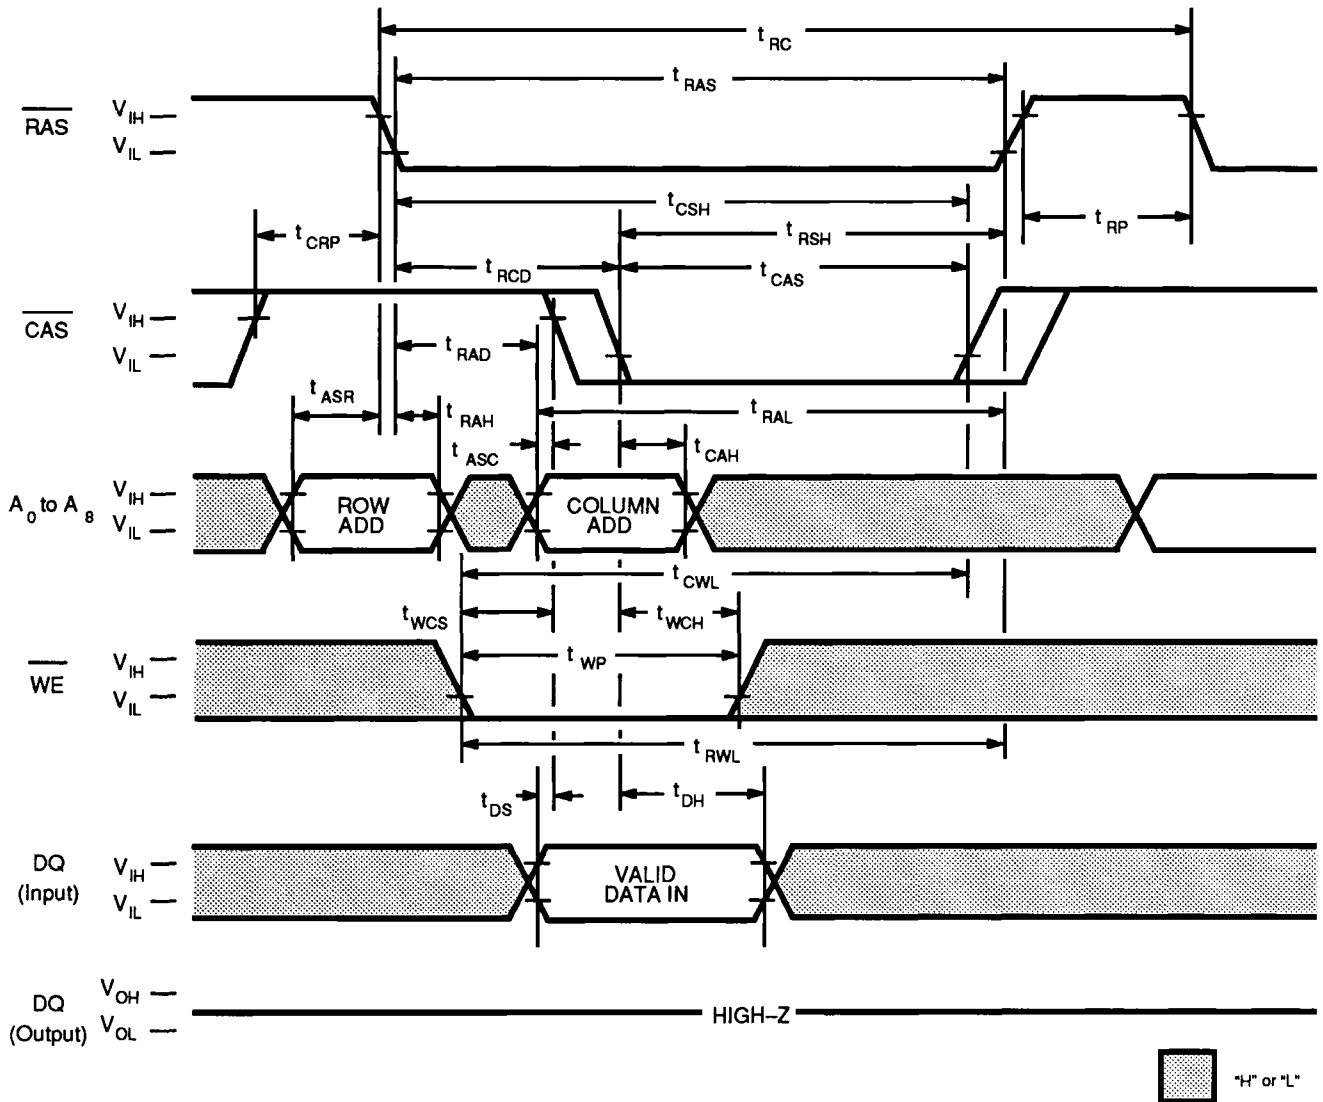 t RC
t RAS
RAS
V IH
V IL
t CSH
t CRP
t RSH
t RP
t RCD
t CAS
CAS
V IH
V IL
t RAD
t ASR
t RAH
t RAL
t ASC
t CAH
A 0 to A 8
V IH
V IL
ROW ADD
COLUMN ADD
t CWL
t WCS
t WCH
WE
V IH
V IL
t WP
t RWL
t DS
t DH
DQ (Input)
V IH
V IL
VALID DATA IN
DQ (Output)
V OH
V OL
HIGH–Z
"H" or "L"